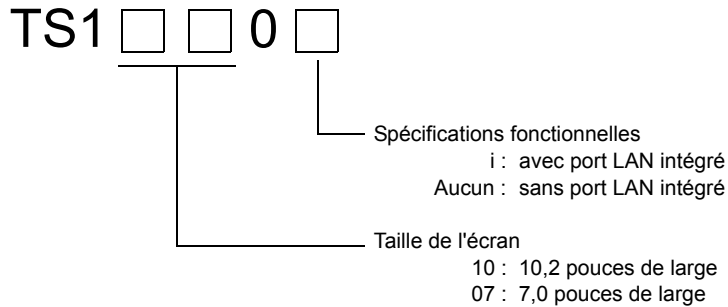 TS1 □ □ 0 □
Spécifications fonctionnelles
i : avec port LAN intégré
Aucun : sans port LAN intégré
Taille de l'écran
10 : 10,2 pouces de large
07 : 7,0 pouces de large